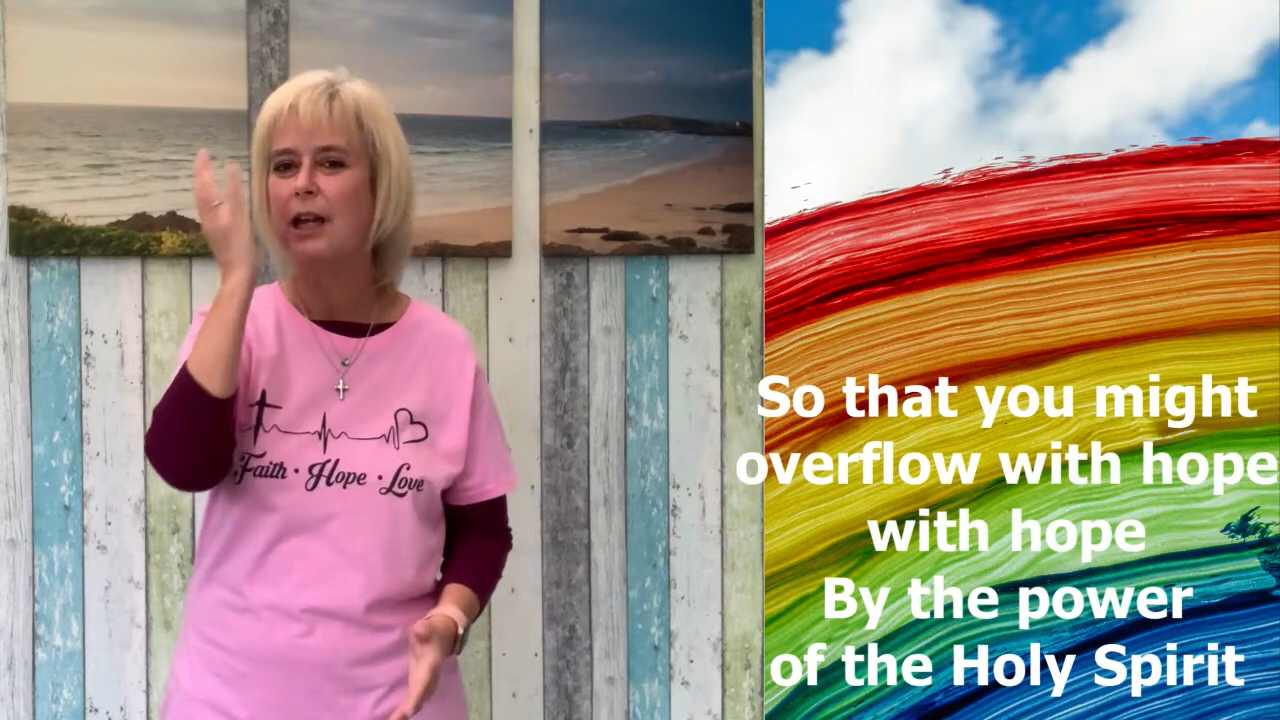 Faith · Hope · Love
So that you might
overflow with hope
with hope
By the power
of the Holy Spirit